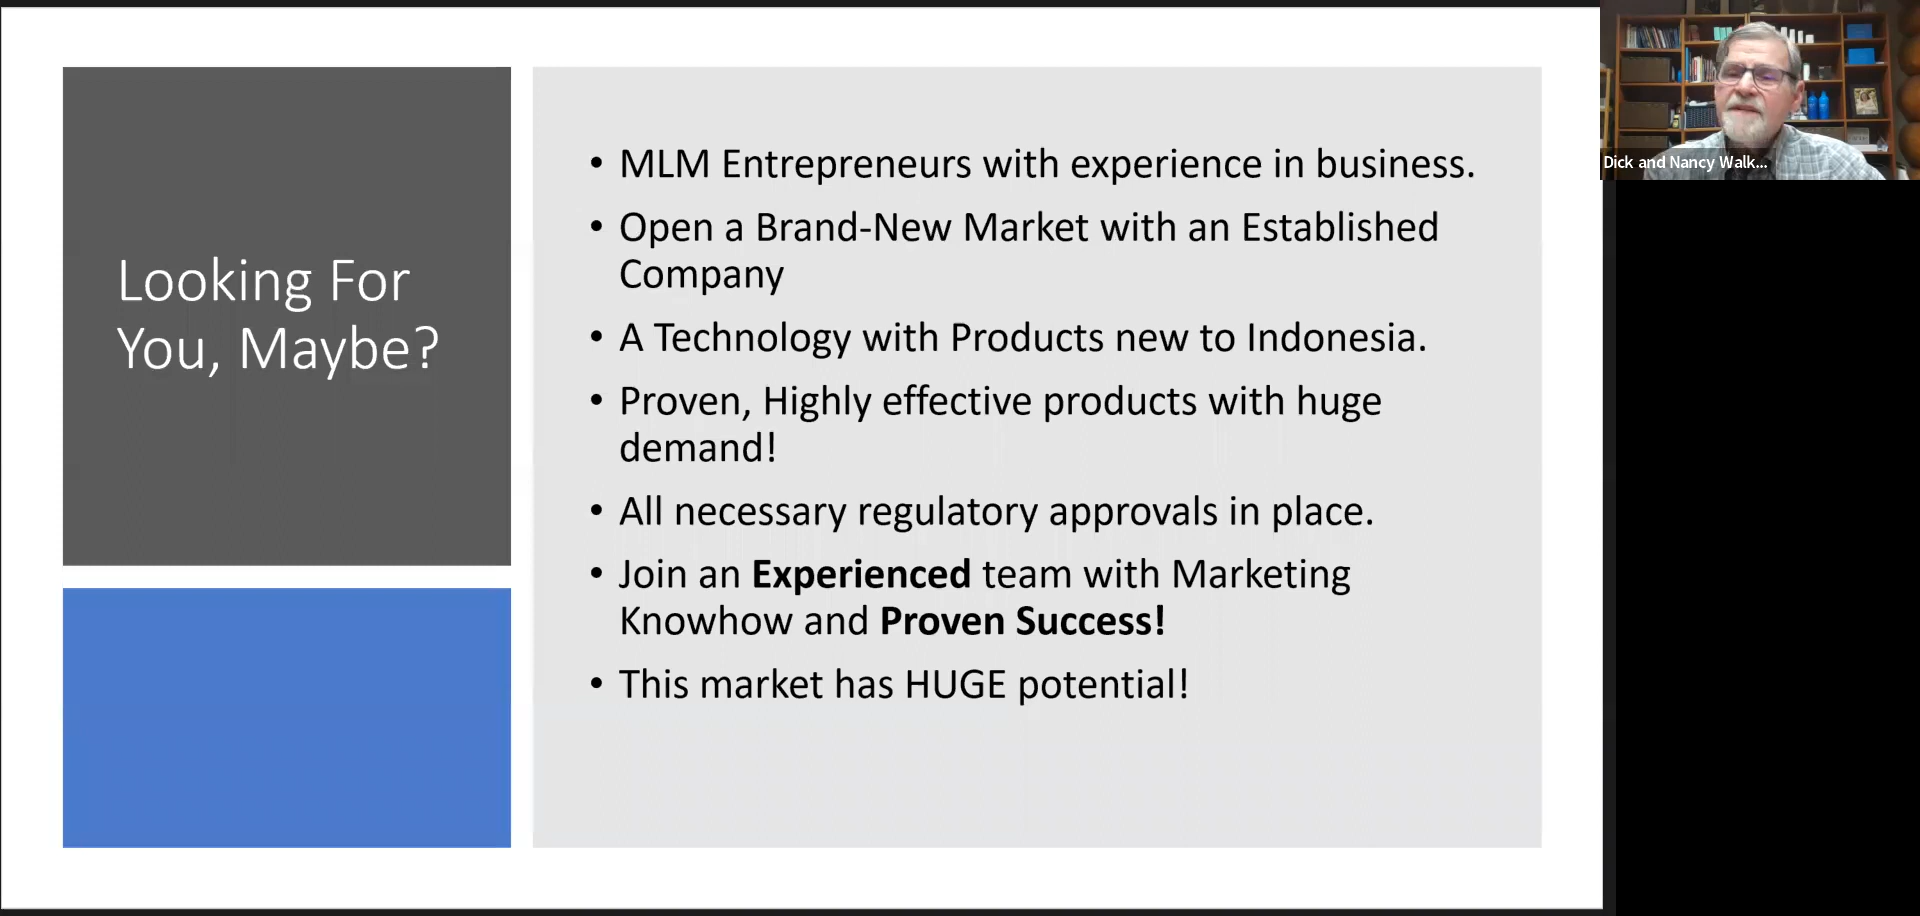 Looking For
You, Maybe?
• MLM Entrepreneurs with experience in business.
• Open a Brand-New Market with an Established
Company
• A Technology with Products new to Indonesia.
• Proven, Highly effective products with huge
demand!
• All necessary regulatory approvals in place.
• Join an Experienced team with Marketing
Knowhow and Proven Success!
• This market has HUGE potential!
Dick and Nancy Walk...